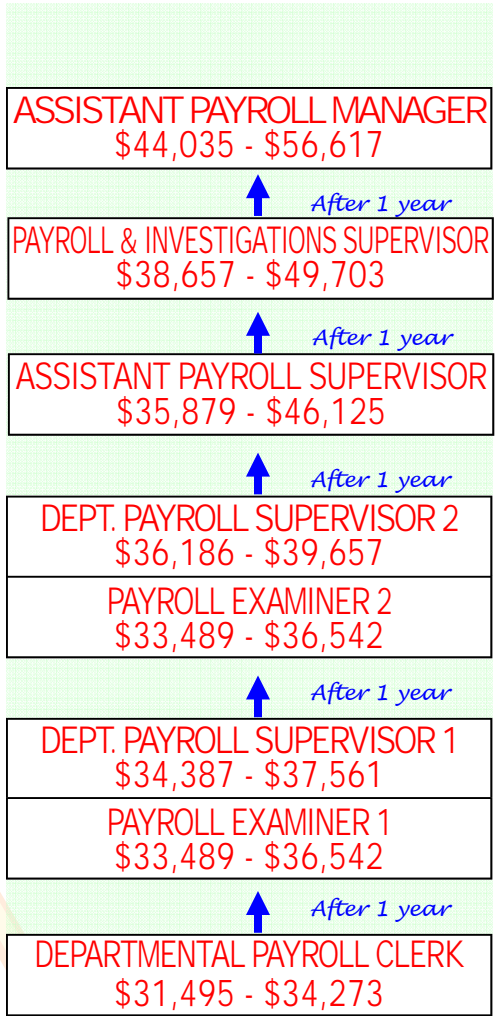 ASSISTANT PAYROLL MANAGER
$44,035 - $56,617
After 1 year
PAYROLL & INVESTIGATIONS SUPERVISOR
$38,657 - $49,703
After 1 year
ASSISTANT PAYROLL SUPERVISOR
$35,879 - $46,125
After 1 year
DEPT. PAYROLL SUPERVISOR 2
$36,186 - $39,657
PAYROLL EXAMINER 2
$33,489 - $36,542
After 1 year
DEPT. PAYROLL SUPERVISOR 1
$34,387 - $37,561
PAYROLL EXAMINER 1
$33,489 - $36,542
After 1 year
DEPARTMENTAL PAYROLL CLERK
$31,495 - $34,273